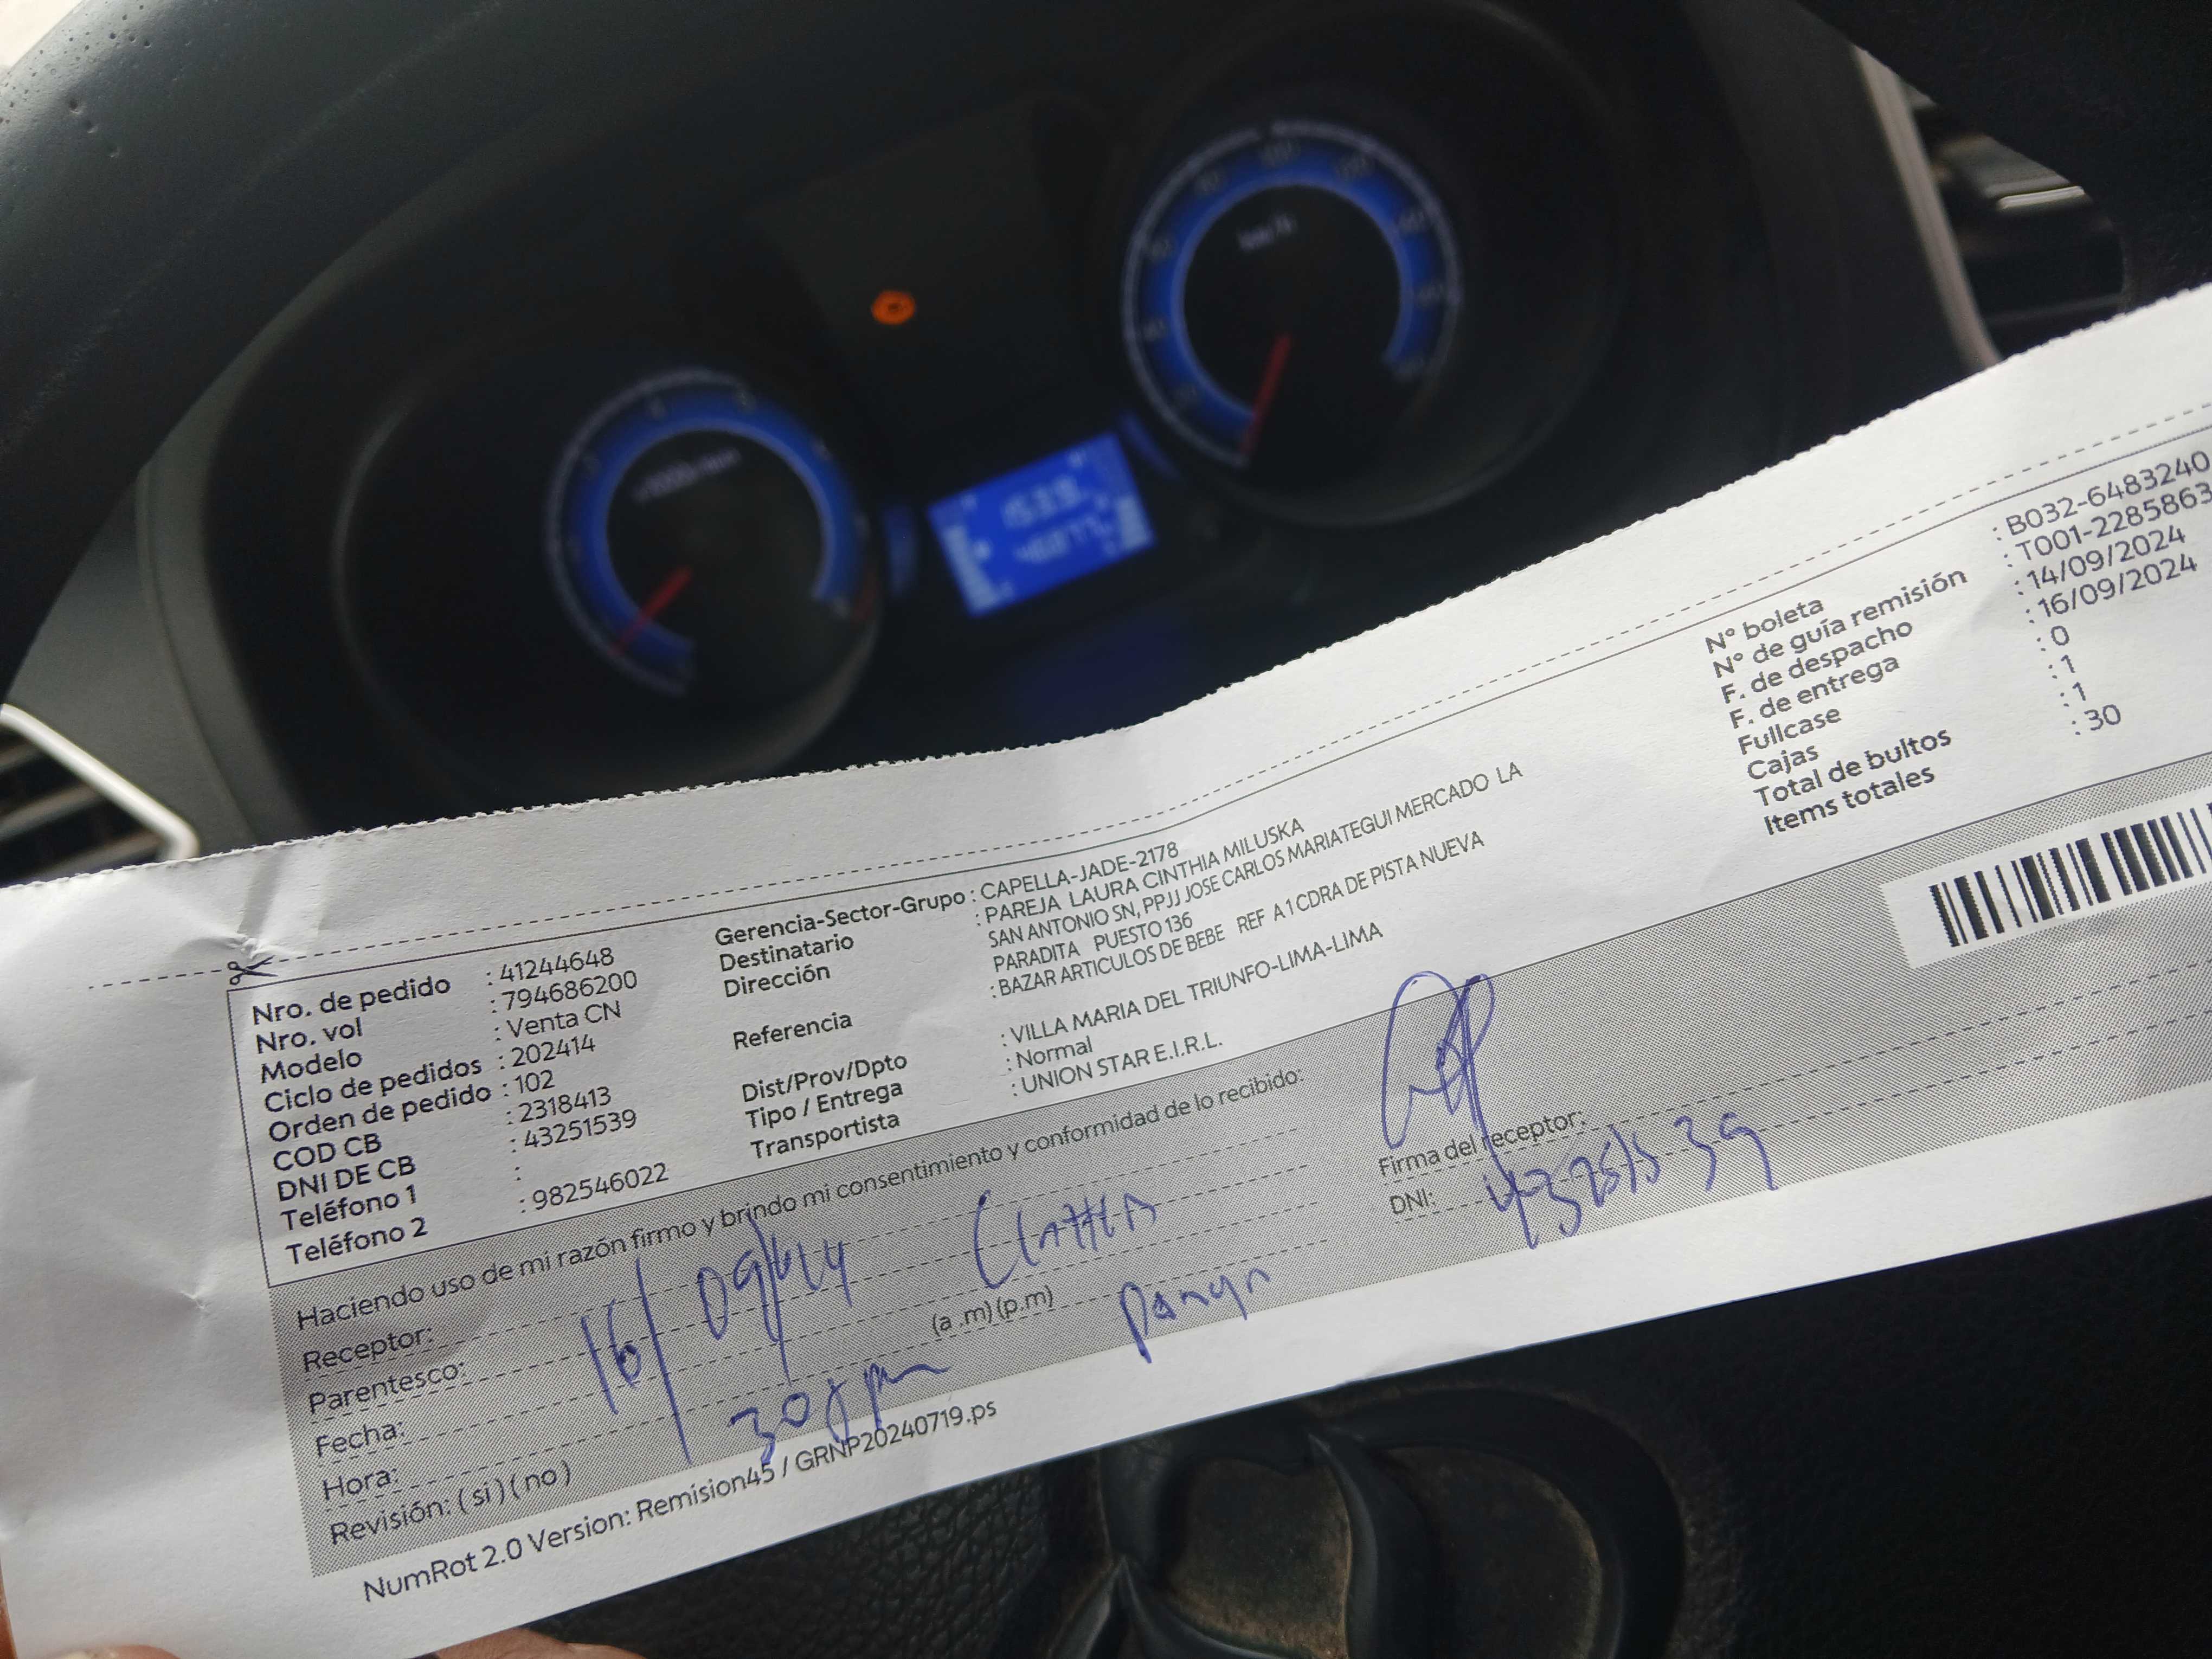 Nro. de pedido : 41244648
Nro. vol : 794686200
Modelo : Venta CN
Ciclo de pedidos : 202414
Orden de pedido : 102
COD CB : 2318413
DNI DE CB : 43251539
Teléfono 1 :
Teléfono 2 : 982546022
Gerencia-Sector-Grupo : CAPELLA-JADE-2178
Destinatario : PAREJA LAURA CINTHIA MILUSKA
Dirección SAN ANTONIO SN, PPJJ JOSE CARLOS MARIATEGUI MERCADO LA
PARADITA PUESTO 136
Referencia : BAZAR ARTICULOS DE BEBE REF A 1 CDRA DE PISTA NUEVA
Dist/Prov/Dpto : VILLA MARIA DEL TRIUNFO-LIMA-LIMA
Tipo / Entrega : Normal
Transportista : UNION STAR E.I.R.L.
N° boleta : B032-6483240
N° de guía remisión : T001-2285863
F. de despacho : 14/09/2024
F. de entrega : 16/09/2024
Fullcase : 0
Cajas : 1
Total de bultos : 1
Items totales : 30
Haciendo uso de mi razón firmo y brindo mi consentimiento y conformidad de lo recibido:
Receptor:
Parentesco:
Fecha: 16/09/
Hora: (a .m) (p.m)
Revisión: ( si ) ( no )
Firma del receptor:
DNI: 43251539
NumRot 2.0 Version: Remision45 / GRNP20240719.ps